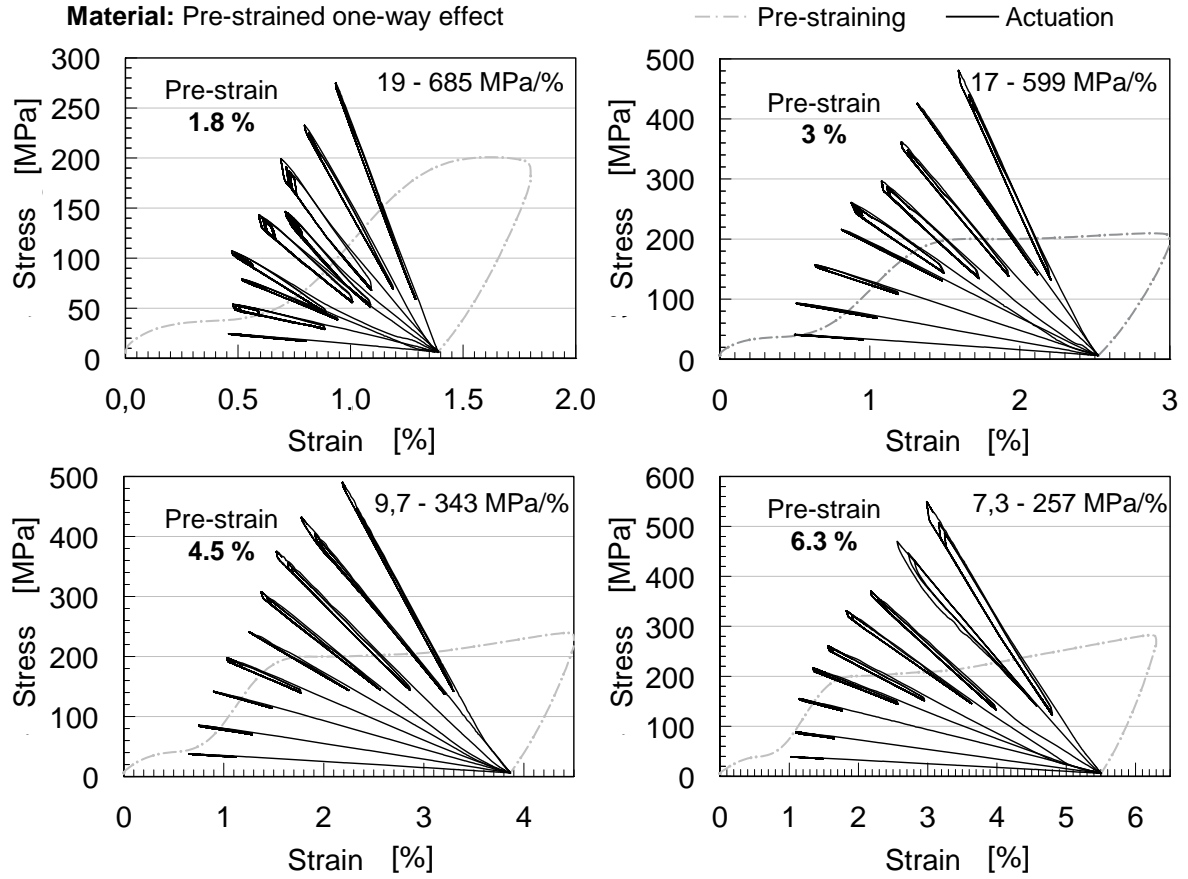 Material: Pre-strained one-way effect
Pre-straining
Actuation
300
250
200
150
100
50
0
Stress [MPa]
Pre-strain
1.8 %
19 - 685 MPa/%
0,0
0.5
1.0
1.5
2.0
Strain [%]
500
400
300
200
100
0
Stress [MPa]
Pre-strain
3 %
17 - 599 MPa/%
0
1
2
3
Strain [%]
500
400
300
200
100
0
Stress [MPa]
Pre-strain
4.5 %
9,7 - 343 MPa/%
0
1
2
3
4
Strain [%]
600
500
400
300
200
100
0
Stress [MPa]
Pre-strain
6.3 %
7,3 - 257 MPa/%
0
1
2
3
4
5
6
Strain [%]